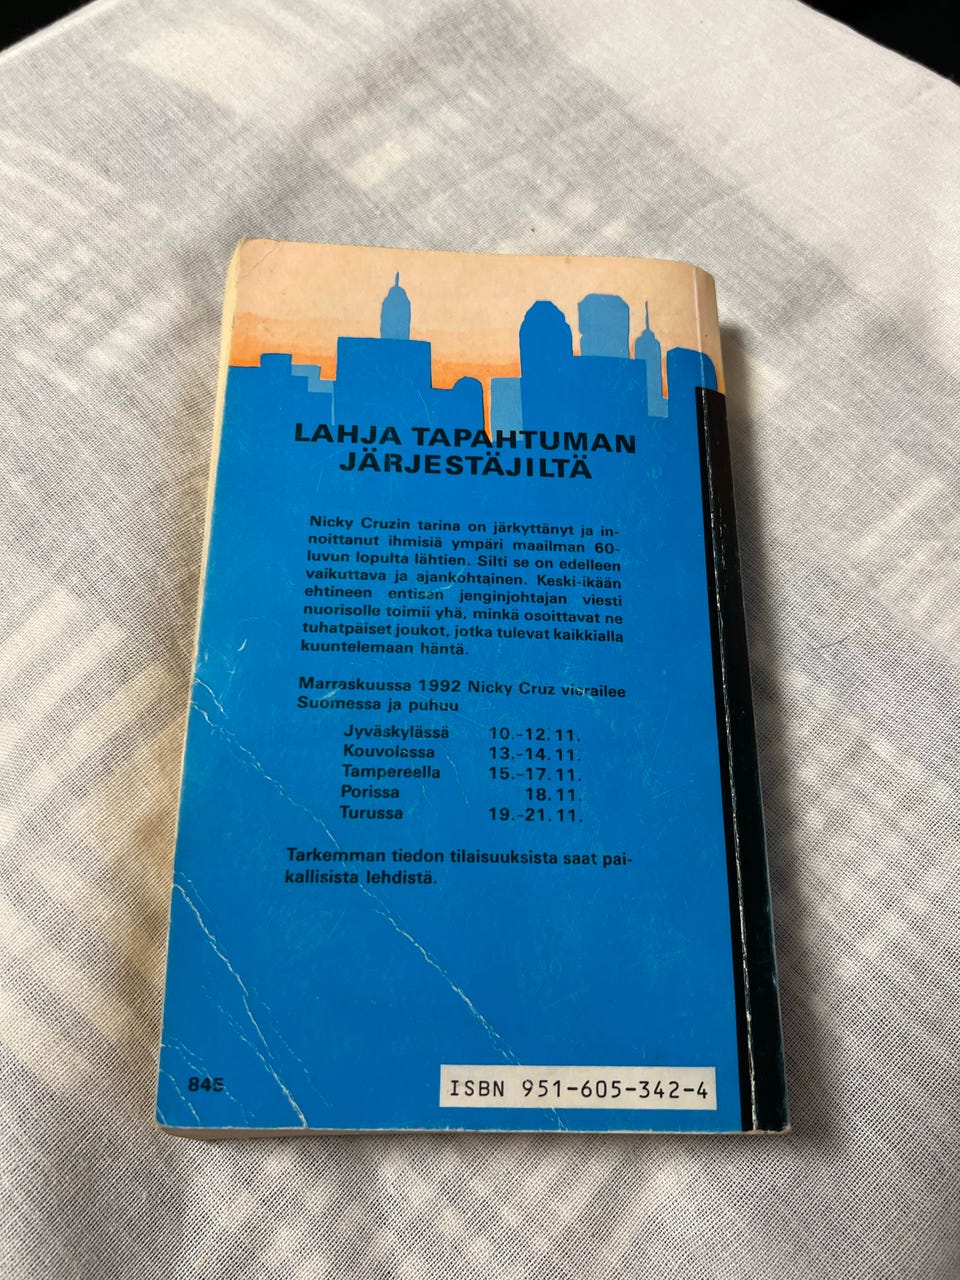 LAHJA TAPAHTUMAN
JÄRJESTÄJILTÄ
Nicky Cruzin tarina on järkyttänyt ja in-
noittanut ihmisiä ympäri maailman 60-
luvun lopulta lähtien. Silti se on edelleen
vaikuttava ja ajankohtainen. Keski-ikään
ehtineen entisen jenginjohtajan viesti
nuorisolle toimii yhä, minkä osoittavat ne
tuhatpäiset joukot, jotka tulevat kaikkialla
kuuntelemaan häntä.
Marraskuussa 1992 Nicky Cruz vierailee
Suomessa ja puhuu
Jyväskylässä 10.-12.11.
Kouvolassa 13.-14.11.
Tampereella 15.-17.11.
Porissa 18.11.
Turussa 19.-21.11.
Tarkemman tiedon tilaisuuksista saat pai-
kallisista lehdistä.
845
ISBN 951-605-342-4